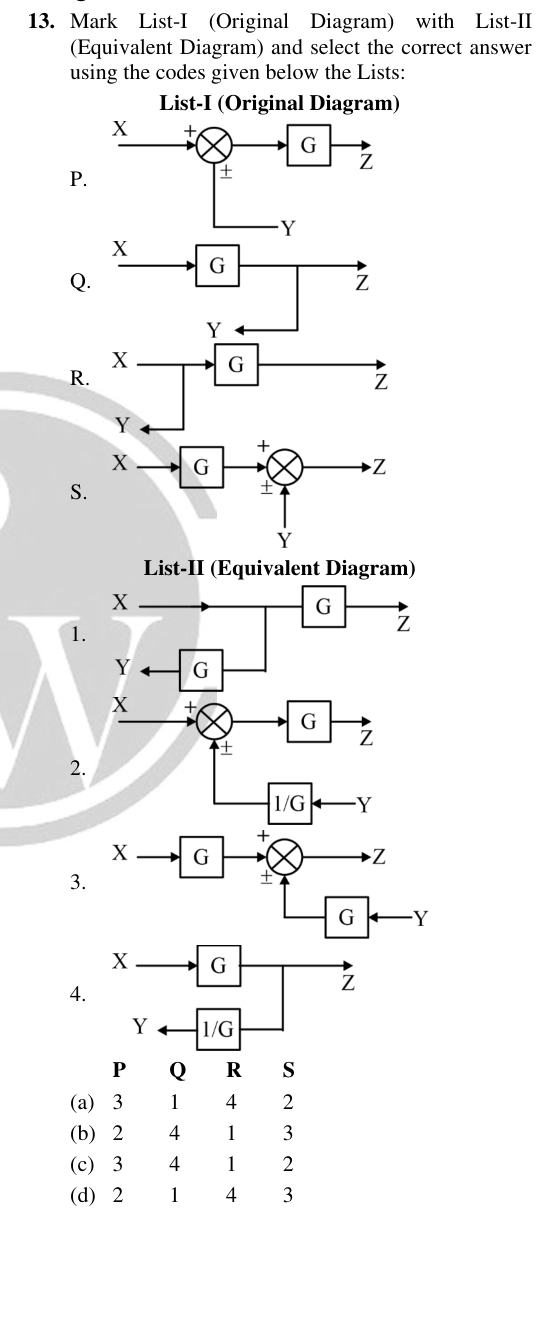 13. Mark List-I (Original Diagram) with List-II
(Equivalent Diagram) and select the correct answer
using the codes given below the Lists:
List-I (Original Diagram)
X + G
Z
±
P.
Y
X G
Z
Q.
Y
X G
Z
R.
Y
X G + Z
±
S.
Y
List-II (Equivalent Diagram)
X G
Z
1.
Y G
X + G
Z
±
2.
1/G Y
X G + Z
±
3.
G Y
X G
Z
4.
Y 1/G
P Q R S
(a) 3 1 4 2
(b) 2 4 1 3
(c) 3 4 1 2
(d) 2 1 4 3